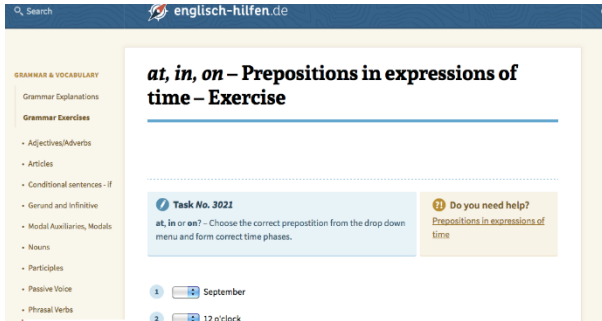 Search
englisch-hilfen.de
GRAMMAR & VOCABULARY
Grammar Explanations
Grammar Exercises
Adjectives/Adverbs
Articles
Conditional sentences - if
Gerund and Infinitive
Modal Auxiliaries, Modals
Nouns
Participles
Passive Voice
Phrasal Verbs
at, in, on – Prepositions in expressions of
time – Exercise
Task No. 3021
at, in or on? – Choose the correct prepostition from the drop down
menu and form correct time phases.
?! Do you need help?
Prepositions in expressions of
time
1 September
2 12 o'clock